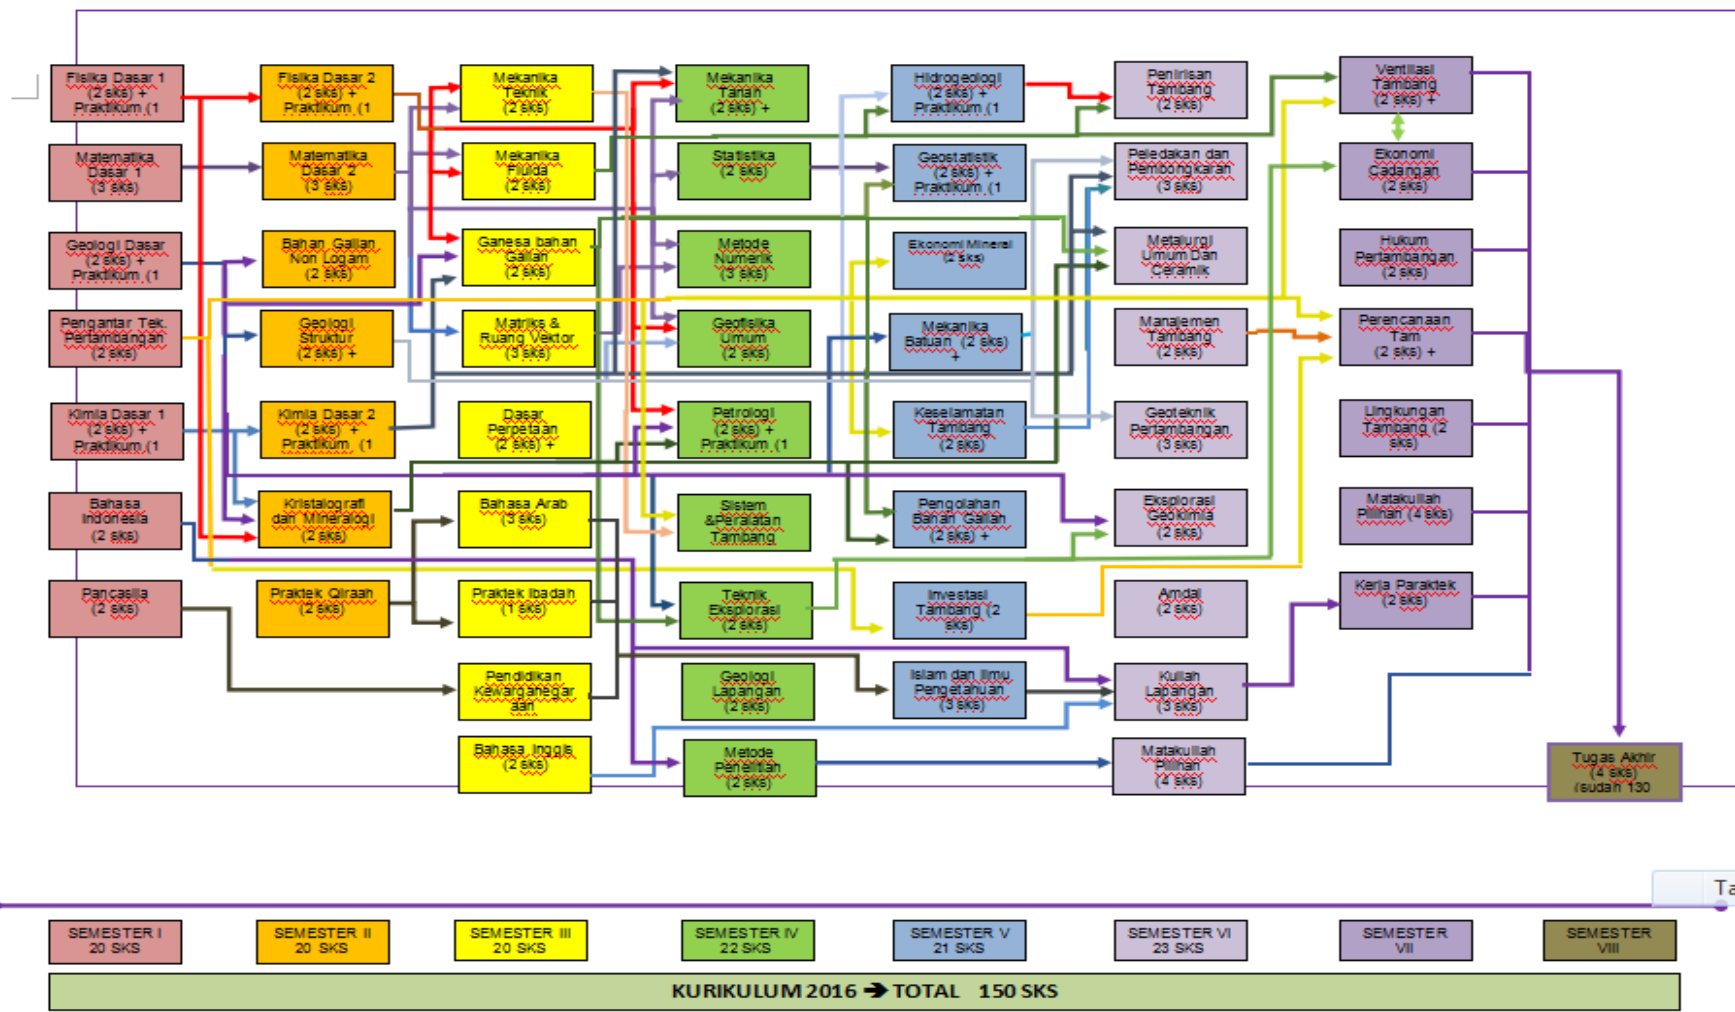 Fisika Dasar 1
(2 sks) +
Praktikum (1
Matematika
Dasar 1
(3 sks)
Geologi Dasar
(2 sks) +
Praktikum (1
Pengantar Tek.
Pertambangan
(2 sks)
Kimia Dasar 1
(2 sks) +
Praktikum (1
Bahasa
Indonesia
(2 sks)
Pancasila
(2 sks)
Fisika Dasar 2
(2 sks) +
Praktikum (1
Matematika
Dasar 2
(3 sks)
Bahan Galian
Non Logam
(2 sks)
Geologi
Struktur
(2 sks) +
Kimia Dasar 2
(2 sks) +
Praktikum (1
Kristalografi
dan Mineralogi
(2 sks)
Praktek Qiraah
(2 sks)
Mekanika
Teknik
(2 sks)
Mekanika
Fluida
(2 sks)
Ganesa bahan
Galian
(2 sks)
Matriks &
Ruang Vektor
(3 sks)
Dasar
Perpetaan
(2 sks) +
Bahasa Arab
(3 sks)
Praktek Ibadah
(1 sks)
Pendidikan
Kewarganegar
aan
Bahasa Inggis
(2 sks)
Mekanika
Tanah
(2 sks) +
Statistika
(2 sks)
Metode
Numerik
(3 sks)
Geofisika
Umum
(2 sks)
Petrologi
(2 sks) +
Praktikum (1
Sistem
&Peralatan
Tambang
Teknik
Eksplorasi
(2 sks)
Geologi
Lapangan
(2 sks)
Metode
Penelitian
(2 sks)
Hidrogeologi
(2 sks) +
Praktikum (1
Geostatistik
(2 sks) +
Praktikum (1
Ekonomi Mineral
(2 sks)
Mekanika
Batuan (2 sks)
+
Keselamatan
Tambang
(2 sks)
Pengolahan
Bahan Galian
(2 sks) +
Investasi
Tambang (2
sks)
Islam dan Ilmu
Pengetahuan
(3 sks)
Penirisan
Tambang
(2 sks)
Peledakan dan
Pembongkaran
(3 sks)
Metalurgi
Umum Dan
Ceramik
Manajemen
Tambang
(2 sks)
Geoteknik
Pertambangan
(3 sks)
Eksplorasi
Geokimia
(2 sks)
Amdal
(2 sks)
Kuliah
Lapangan
(3 sks)
Matakuliah
Pilihan
(4 sks)
Ventilasi
Tambang
(2 sks) +
Ekonomi
Cadangan
(2 sks)
Hukum
Pertambangan
(2 sks)
Perencanaan
Tam
(2 sks) +
Lingkungan
Tambang (2
sks)
Matakuliah
Pilihan (4 sks)
Kerja Paraktek
(2 sks)
Tugas Akhir
(4 sks)
(sudah 130
Ta
SEMESTER I
20 SKS
SEMESTER II
20 SKS
SEMESTER III
20 SKS
SEMESTER IV
22 SKS
SEMESTER V
21 SKS
SEMESTER VI
23 SKS
SEMESTER
VII
SEMESTER
VIII
KURIKULUM 2016 ➔ TOTAL 150 SKS